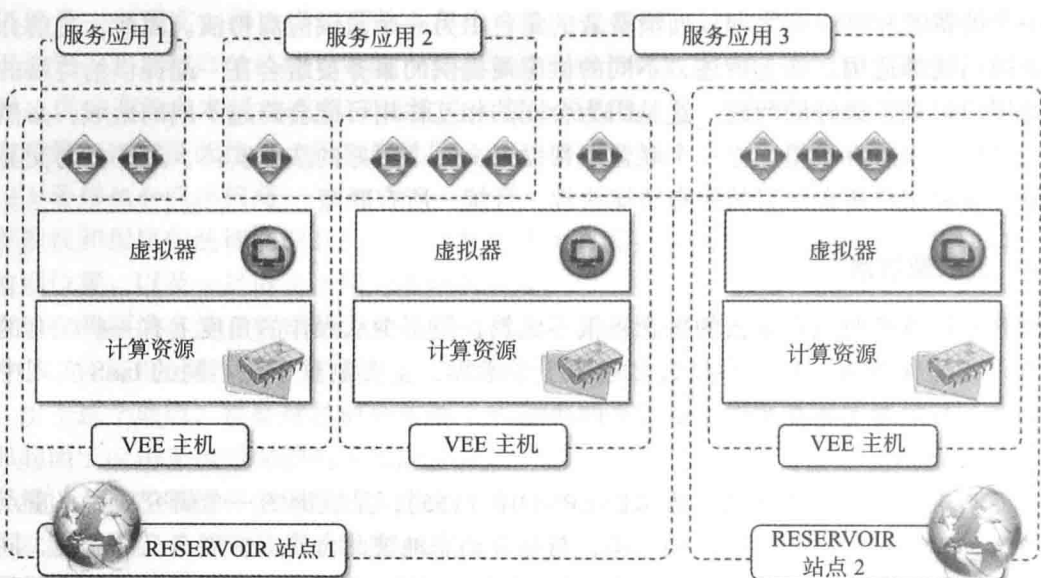 服务应用 1
服务应用 2
服务应用 3
虚拟器
虚拟器
虚拟器
计算资源
计算资源
计算资源
VEE 主机
VEE 主机
VEE 主机
RESERVOIR 站点 1
RESERVOIR
站点 2